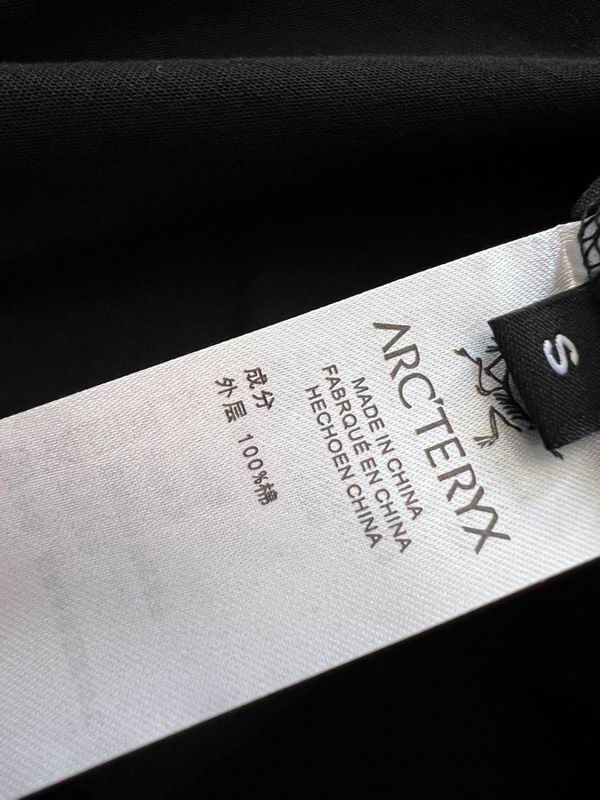 S
ARC'TERYX
MADE IN CHINA
FABRQUÉ EN CHINA
HECHOEN CHINA
成分
外层 100%棉